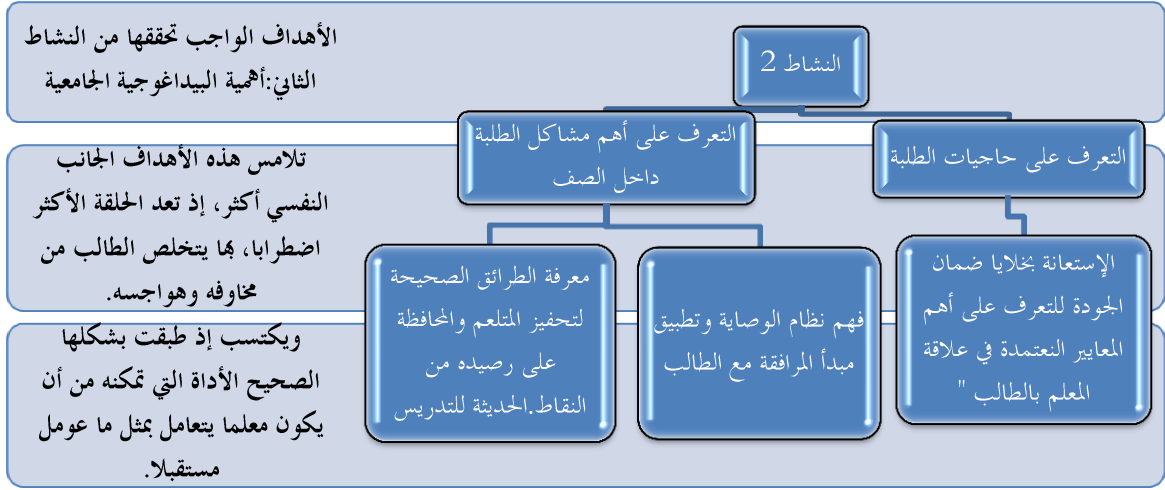 الأهداف الواجب تحققها من النشاط
الثاني:أهمية البيداغوجية الجامعية
النشاط 2
التعرف على حاجيات الطلبة
التعرف على أهم مشاكل الطلبة
داخل الصف
تلامس هذه الأهداف الجانب
النفسي أكثر، إذ تعد الحلقة الأكثر
اضطرابا، بها يتخلص الطالب من
مخاوفه وهواجسه.
الإستعانة بخلايا ضمان
الجودة للتعرف على أهم
المعايير النعتمدة في علاقة
المعلم بالطالب "
فهم نظام الوصاية وتطبيق
مبدأ المرافقة مع الطالب
معرفة الطرائق الصحيحة
لتحفيز المتلعم والمحافظة
على رصيده من
النقاط.الحديثة للتدريس
ويكتسب إذ طبقت بشكلها
الصحيح الأداة التي تمكنه من أن
يكون معلما يتعامل بمثل ما عومل
مستقبلا.